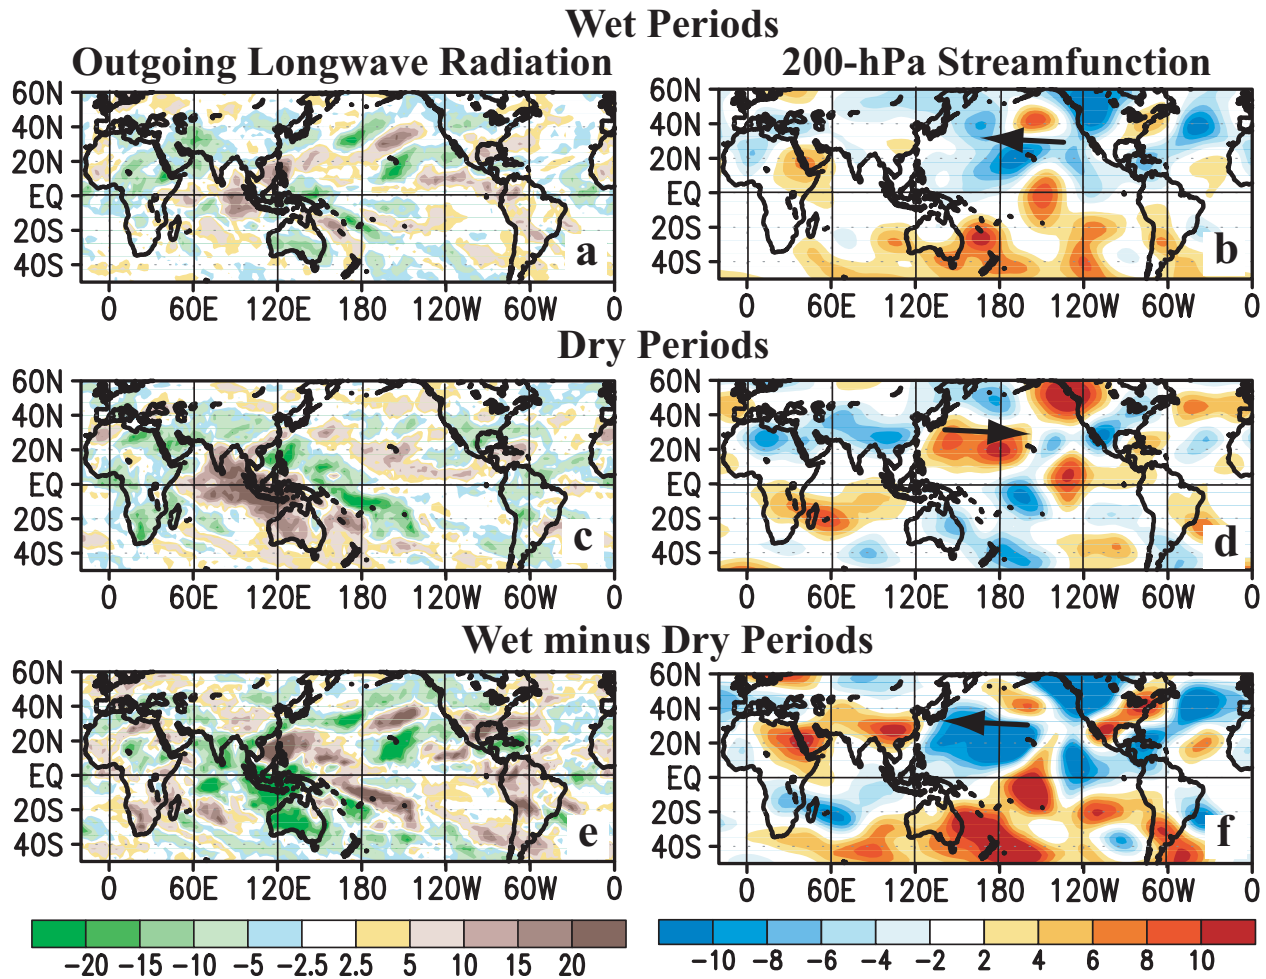 Wet Periods
Outgoing Longwave Radiation 200-hPa Streamfunction
60N 60N
40N 40N
20N 20N
EQ EQ
20S 20S
40S 40S
a b
0 60E 120E 180 120W 60W 0 0 60E 120E 180 120W 60W 0
Dry Periods
60N 60N
40N 40N
20N 20N
EQ EQ
20S 20S
40S 40S
c d
0 60E 120E 180 120W 60W 0 0 60E 120E 180 120W 60W 0
Wet minus Dry Periods
60N 60N
40N 40N
20N 20N
EQ EQ
20S 20S
40S 40S
e f
0 60E 120E 180 120W 60W 0 0 60E 120E 180 120W 60W 0
−20 −15 −10 −5 −2.5 2.5 5 10 15 20 −10 −8 −6 −4 −2 2 4 6 8 10